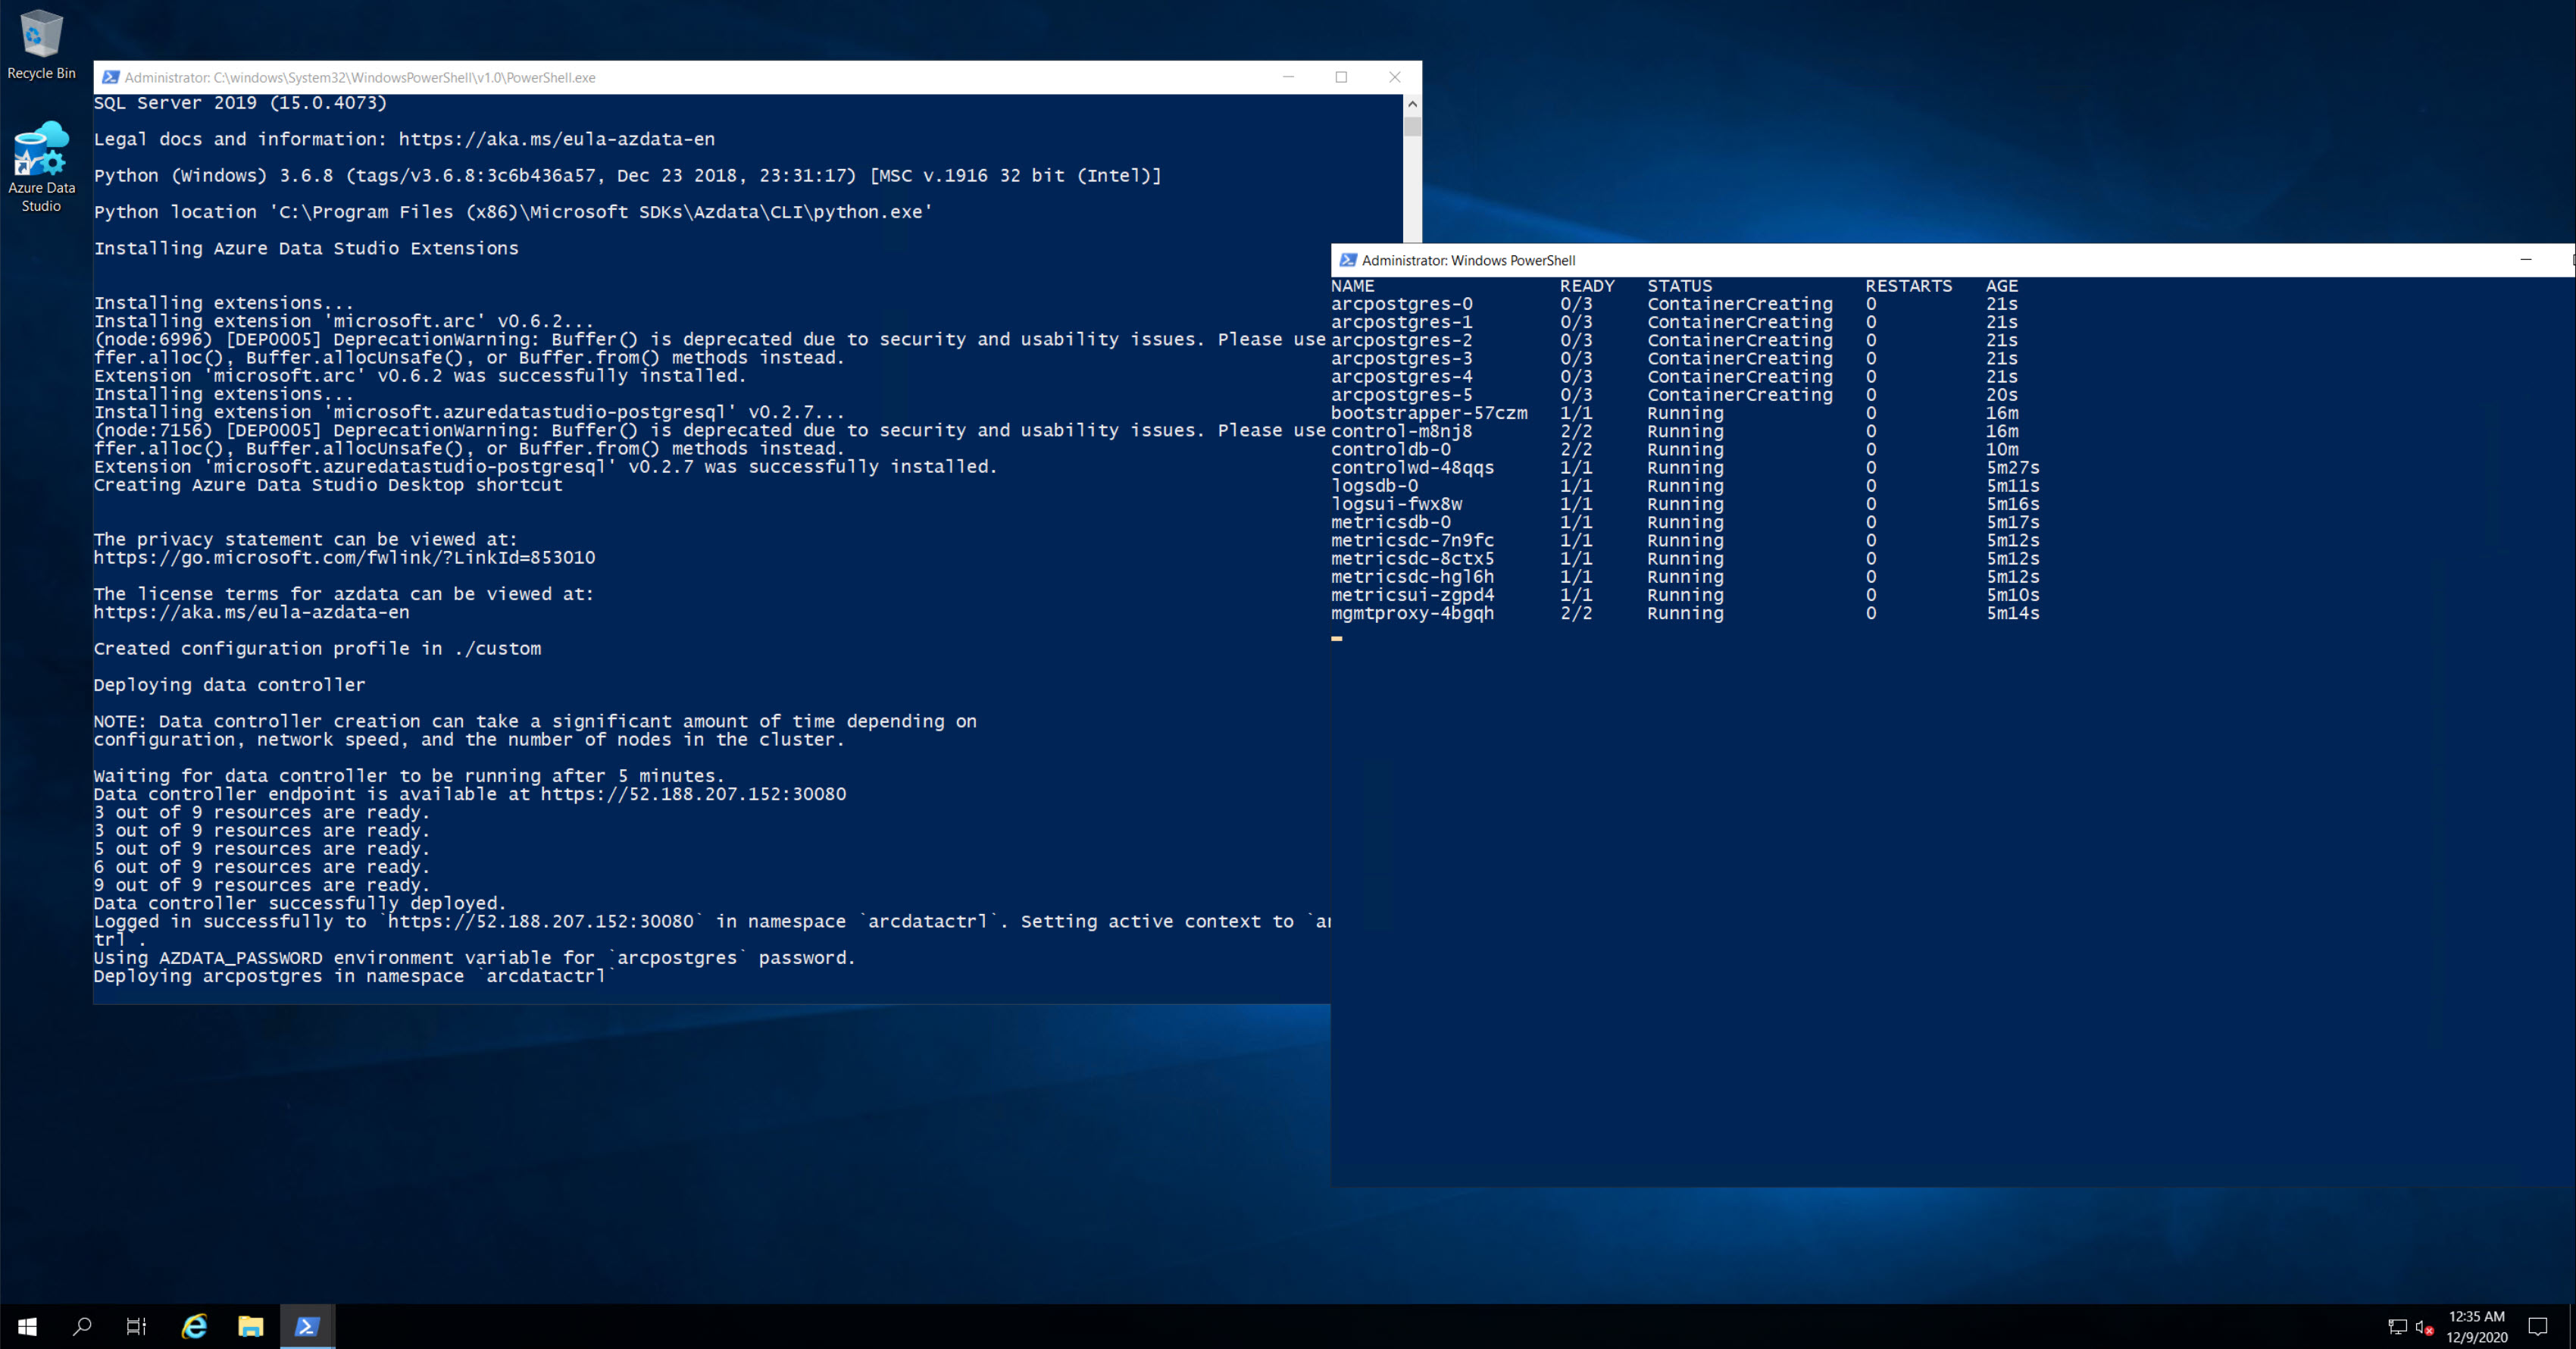 Recycle Bin
Azure Data
Studio
Administrator: C:\windows\System32\WindowsPowerShell\v1.0\PowerShell.exe
SQL Server 2019 (15.0.4073)
Legal docs and information: https://aka.ms/eula-azdata-en
Python (Windows) 3.6.8 (tags/v3.6.8:3c6b436a57, Dec 23 2018, 23:31:17) [MSC v.1916 32 bit (Intel)]
Python location 'C:\Program Files (x86)\Microsoft SDKs\Azdata\CLI\python.exe'
Installing Azure Data Studio Extensions
Installing extensions...
Installing extension 'microsoft.arc' v0.6.2...
(node:6996) [DEP0005] DeprecationWarning: Buffer() is deprecated due to security and usability issues. Please use
ffer.alloc(), Buffer.allocUnsafe(), or Buffer.from() methods instead.
Extension 'microsoft.arc' v0.6.2 was successfully installed.
Installing extensions...
Installing extension 'microsoft.azuredatastudio-postgresql' v0.2.7...
(node:7156) [DEP0005] DeprecationWarning: Buffer() is deprecated due to security and usability issues. Please use
ffer.alloc(), Buffer.allocUnsafe(), or Buffer.from() methods instead.
Extension 'microsoft.azuredatastudio-postgresql' v0.2.7 was successfully installed.
Creating Azure Data Studio Desktop shortcut
The privacy statement can be viewed at:
https://go.microsoft.com/fwlink/?LinkId=853010
The license terms for azdata can be viewed at:
https://aka.ms/eula-azdata-en
Created configuration profile in ./custom
Deploying data controller
NOTE: Data controller creation can take a significant amount of time depending on
configuration, network speed, and the number of nodes in the cluster.
Waiting for data controller to be running after 5 minutes.
Data controller endpoint is available at https://52.188.207.152:30080
3 out of 9 resources are ready.
3 out of 9 resources are ready.
5 out of 9 resources are ready.
6 out of 9 resources are ready.
9 out of 9 resources are ready.
Data controller successfully deployed.
Logged in successfully to `https://52.188.207.152:30080` in namespace `arcdatactrl`. Setting active context to `ar
trl`.
Using AZDATA_PASSWORD environment variable for `arcpostgres` password.
Deploying arcpostgres in namespace `arcdatactrl`
Administrator: Windows PowerShell
NAME READY STATUS RESTARTS AGE
arcpostgres-0 0/3 ContainerCreating 0 21s
arcpostgres-1 0/3 ContainerCreating 0 21s
arcpostgres-2 0/3 ContainerCreating 0 21s
arcpostgres-3 0/3 ContainerCreating 0 21s
arcpostgres-4 0/3 ContainerCreating 0 21s
arcpostgres-5 0/3 ContainerCreating 0 20s
bootstrapper-57czm 1/1 Running 0 16m
control-m8nj8 2/2 Running 0 16m
controldb-0 2/2 Running 0 10m
controlwd-48qqs 1/1 Running 0 5m27s
logsdb-0 1/1 Running 0 5m11s
logsui-fwx8w 1/1 Running 0 5m16s
metricsdb-0 1/1 Running 0 5m17s
metricsdc-7n9fc 1/1 Running 0 5m12s
metricsdc-8ctx5 1/1 Running 0 5m12s
metricsdc-hgl6h 1/1 Running 0 5m12s
metricsui-zgpd4 1/1 Running 0 5m10s
mgmtproxy-4bgqh 2/2 Running 0 5m14s
12:35 AM
12/9/2020